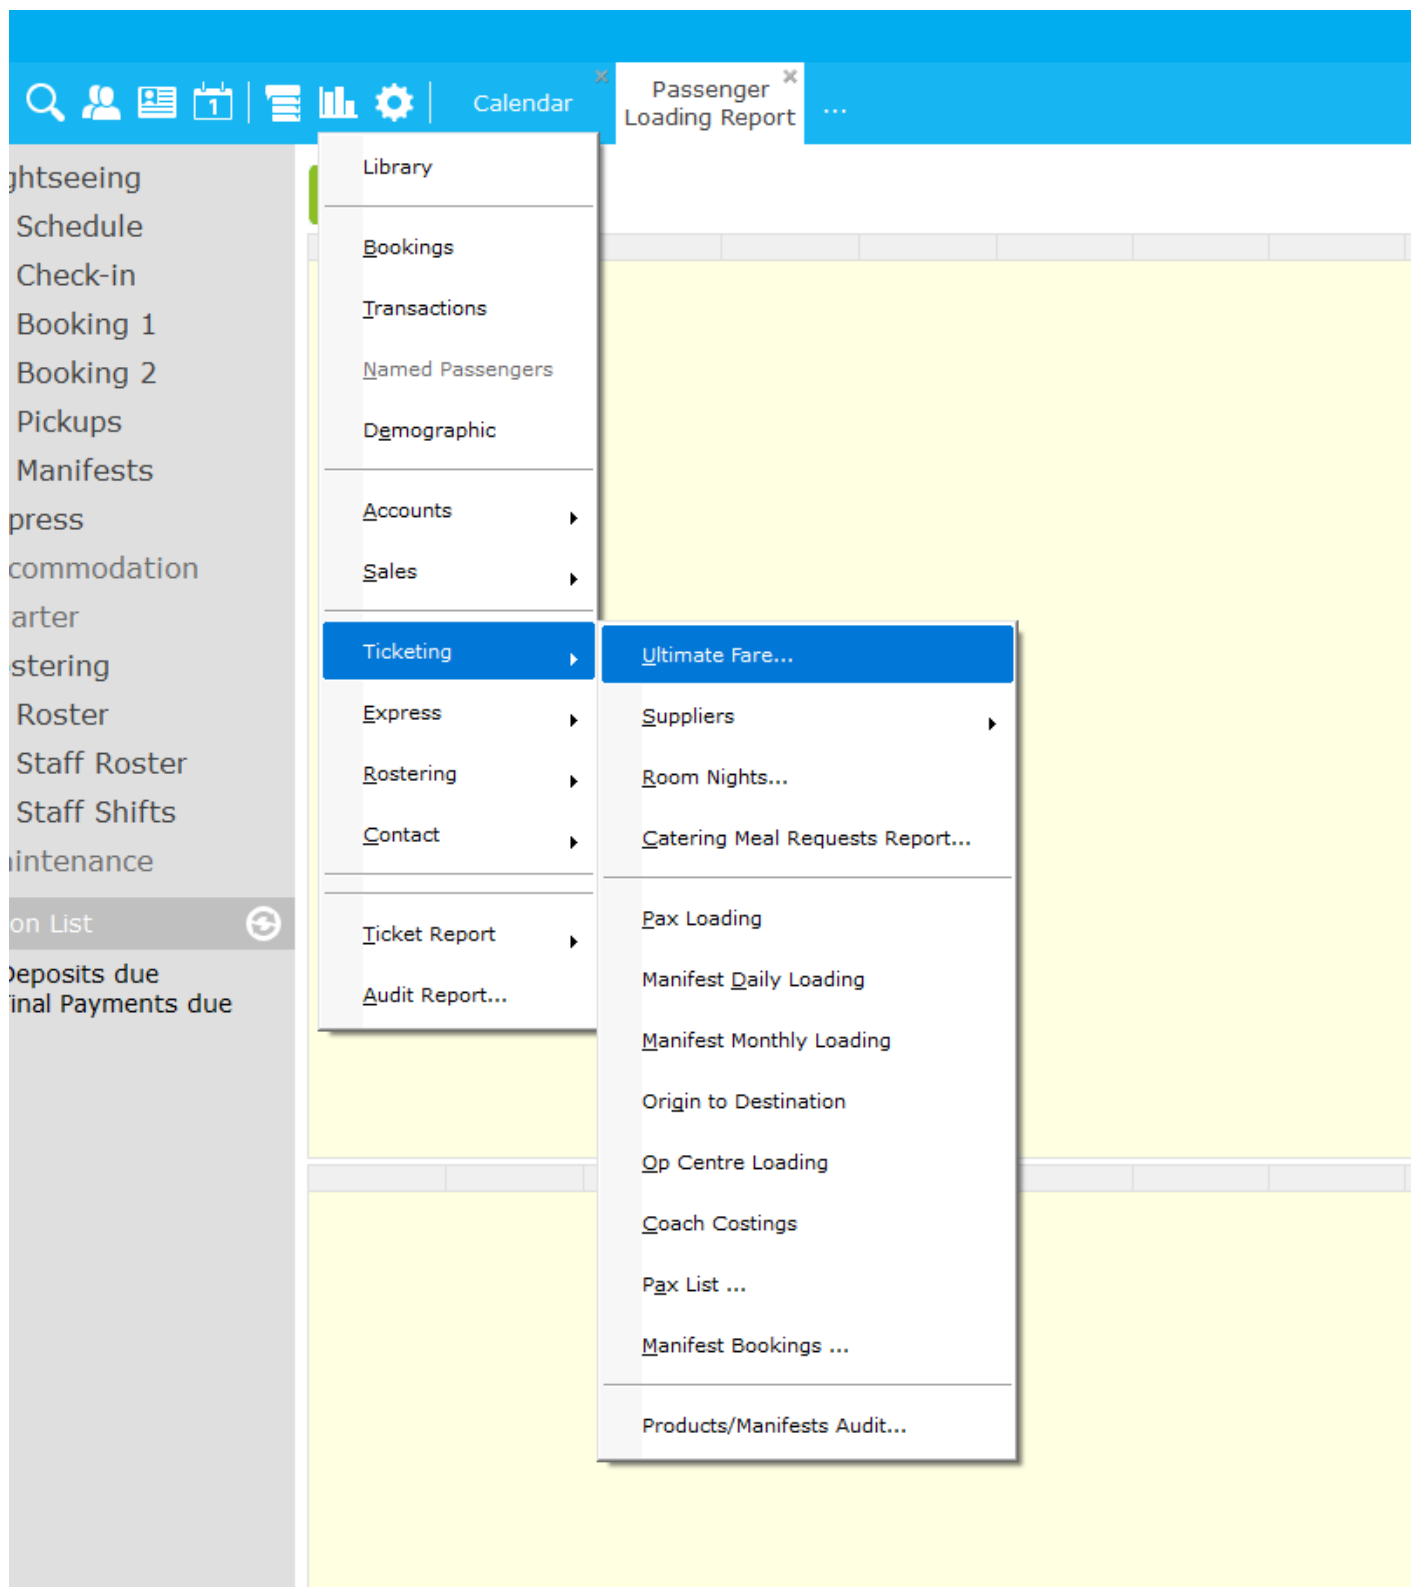 1
Calendar
Passenger
Loading Report
...
ghtseeing
Schedule
Check-in
Booking 1
Booking 2
Pickups
Manifests
press
commodation
arter
stering
Roster
Staff Roster
Staff Shifts
intenance
on List
Deposits due
inal Payments due
Library
Bookings
Transactions
Named Passengers
Demographic
Accounts
Sales
Ticketing
Express
Rostering
Contact
Ticket Report
Audit Report...
Ultimate Fare...
Suppliers
Room Nights...
Catering Meal Requests Report...
Pax Loading
Manifest Daily Loading
Manifest Monthly Loading
Origin to Destination
Op Centre Loading
Coach Costings
Pax List ...
Manifest Bookings ...
Products/Manifests Audit...